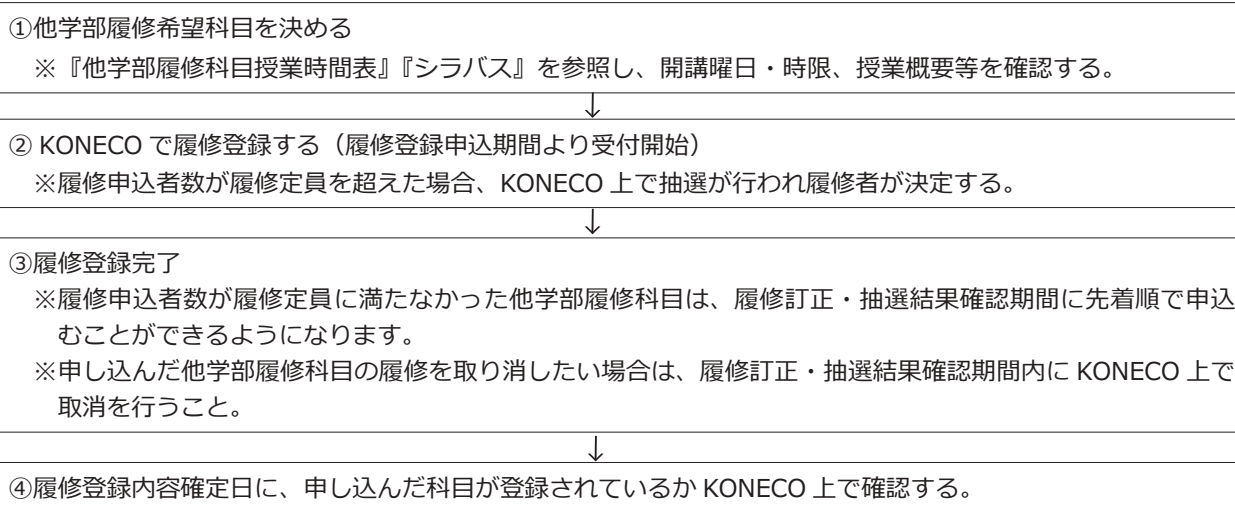 ①他学部履修希望科目を決める
※『他学部履修科目授業時間表』『シラバス』を参照し、開講曜日・時限、授業概要等を確認する。
↓
② KONECO で履修登録する（履修登録申込期間より受付開始）
※履修申込者数が履修定員を超えた場合、KONECO 上で抽選が行われ履修者が決定する。
↓
③履修登録完了
※履修申込者数が履修定員に満たなかった他学部履修科目は、履修訂正・抽選結果確認期間に先着順で申込
むことができるようになります。
※申し込んだ他学部履修科目の履修を取り消したい場合は、履修訂正・抽選結果確認期間内に KONECO 上で
取消を行うこと。
↓
④履修登録内容確定日に、申し込んだ科目が登録されているか KONECO 上で確認する。